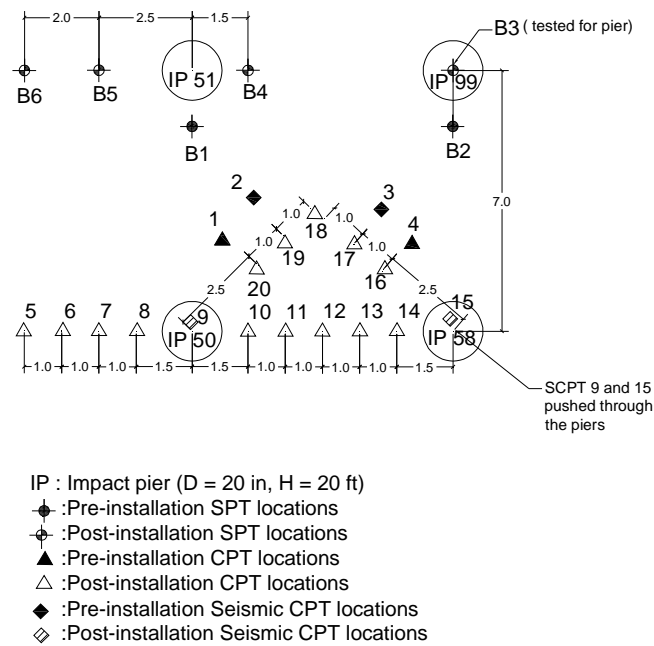 2.0 2.5 1.5
B3 ( tested for pier)
IP 51 IP 99
B6 B5 B4
B1 B2
7.0
2 3
1 1.0 1.0 4
18
1.0 19 17 1.0
20 16
2.5 2.5
5 6 7 8 9 10 11 12 13 14 15
IP 50 IP 58
1.0 1.0 1.0 1.5 1.5 1.0 1.0 1.0 1.0 1.5
SCPT 9 and 15
pushed through
the piers
IP : Impact pier (D = 20 in, H = 20 ft)
:Pre-installation SPT locations
:Post-installation SPT locations
:Pre-installation CPT locations
:Post-installation CPT locations
:Pre-installation Seismic CPT locations
:Post-installation Seismic CPT locations